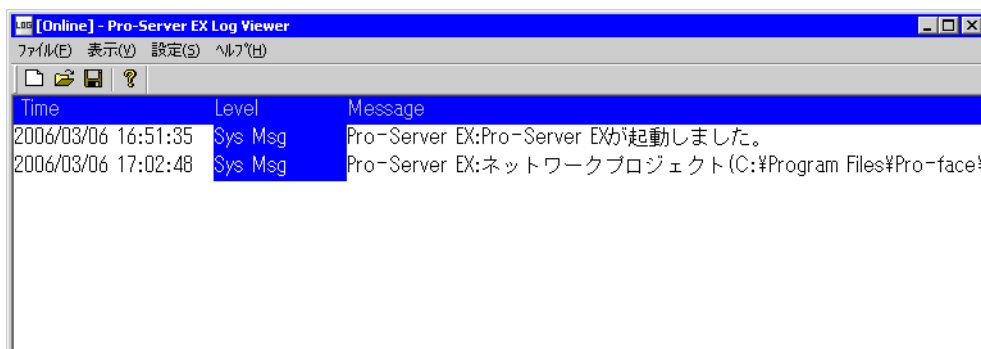 [Online] - Pro-Server EX Log Viewer
ファイル(F) 表示(V) 設定(S) ヘルプ(H)
Time Level Message
2006/03/06 16:51:35 Sys Msg Pro-Server EX:Pro-Server EXが起動しました。
2006/03/06 17:02:48 Sys Msg Pro-Server EX:ネットワークプロジェクト(C:¥Program Files¥Pro-face¥